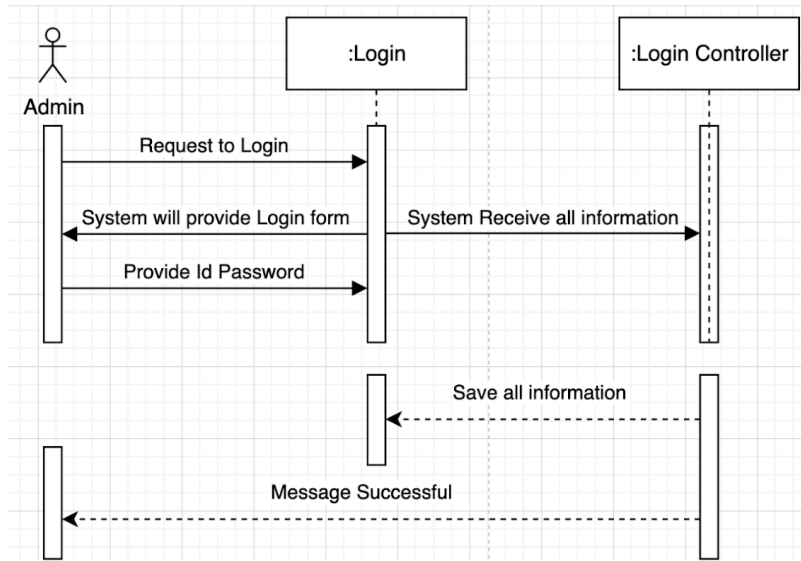 :Login
:Login Controller
Admin
Request to Login
System will provide Login form
System Receive all information
Provide Id Password
Save all information
Message Successful